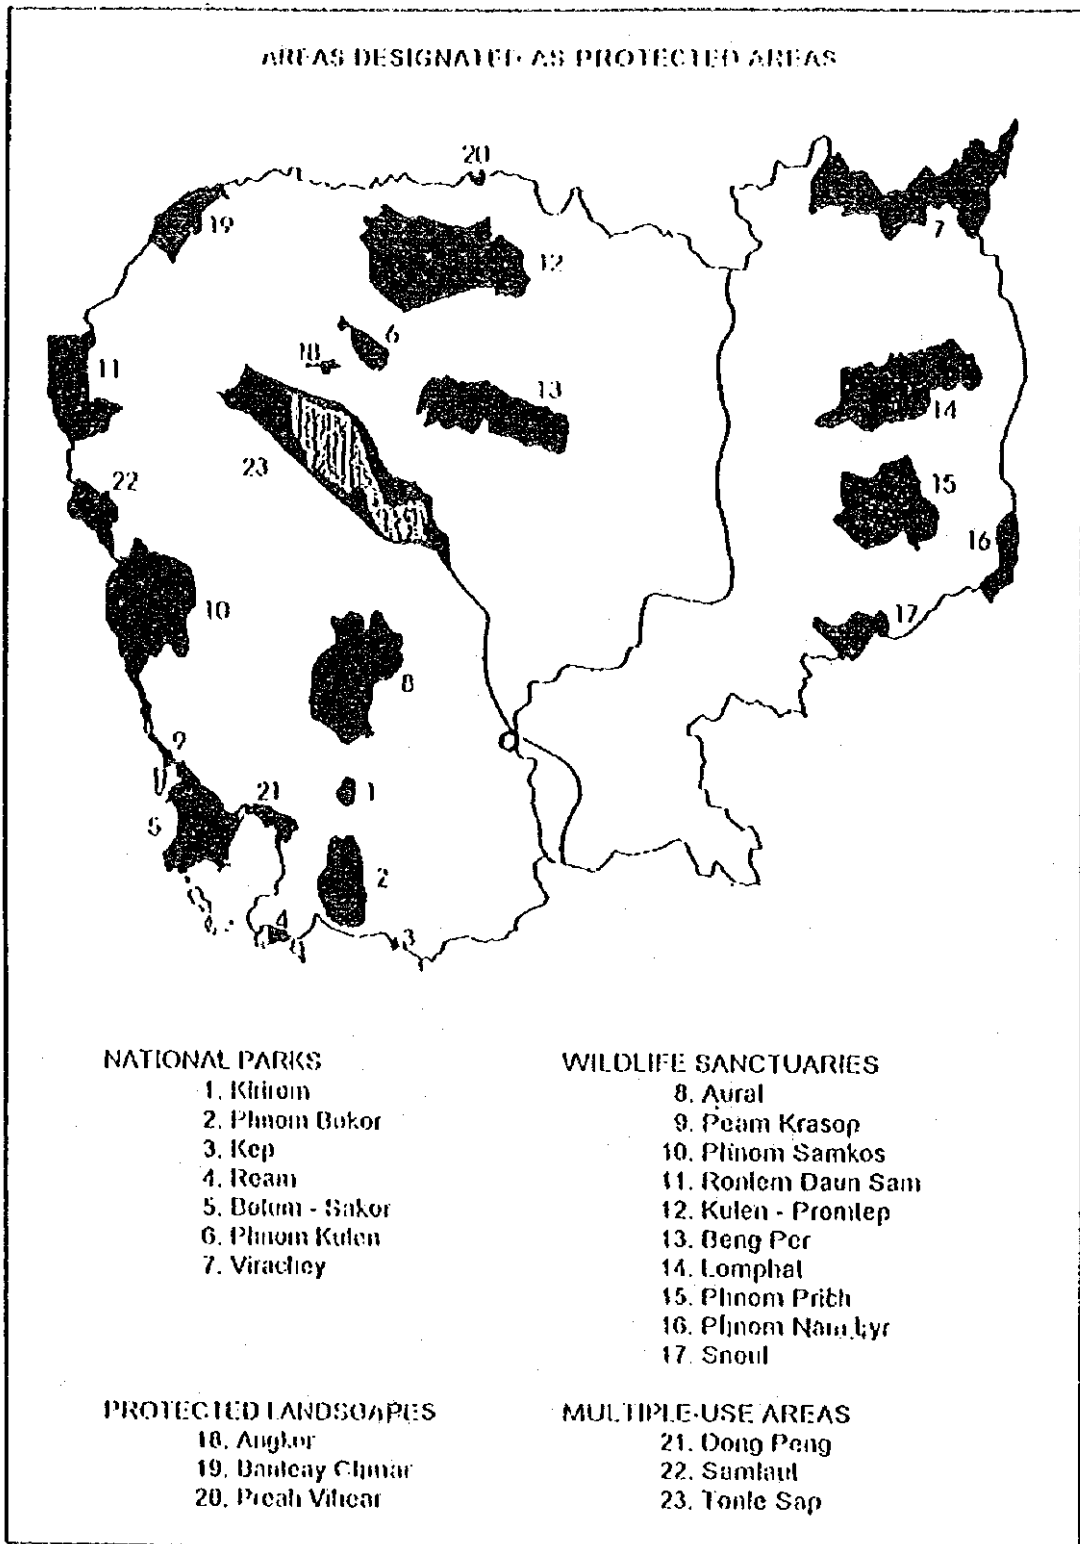 AREAS DESIGNATED AS PROTECTED AREAS
20
19
7
12
6
18
11
13
14
23
22
15
16
10
17
8
9
1
21
5
2
4
3
NATIONAL PARKS
1. Kirirom
2. Phnom Bokor
3. Kep
4. Ream
5. Botum - Sakor
6. Phnom Kulen
7. Virachey
WILDLIFE SANCTUARIES
8. Aural
9. Peam Krasop
10. Phnom Samkos
11. Roniem Daun Sam
12. Kulen - Promtep
13. Beng Per
14. Lomphat
15. Phnom Prich
16. Phnom Nam Lyr
17. Snoul
PROTECTED LANDSCAPES
18. Angkor
19. Banteay Chmar
20. Preah Vihear
MULTIPLE-USE AREAS
21. Dong Peng
22. Samlaut
23. Tonle Sap